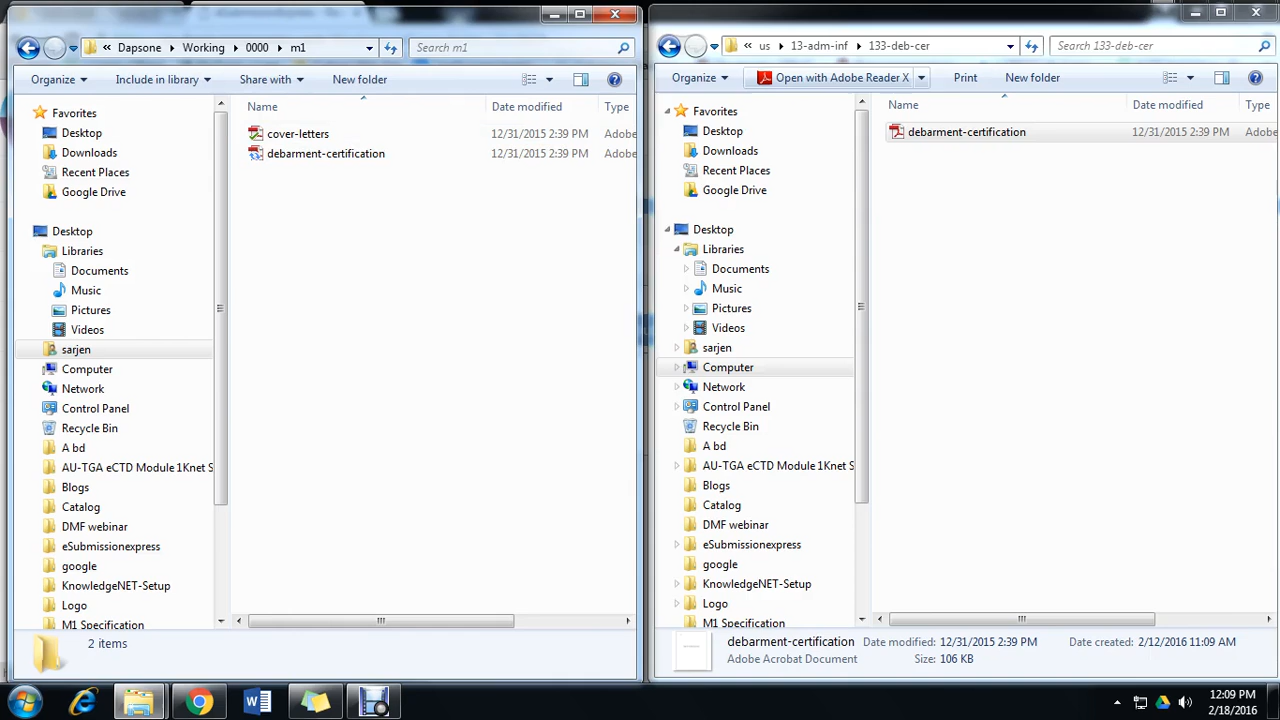 Dapsone Working 0000 m1
Search m1
Organize Include in library Share with New folder
Favorites
Desktop
Downloads
Recent Places
Google Drive
Desktop
Libraries
Documents
Music
Pictures
Videos
sarjen
Computer
Network
Control Panel
Recycle Bin
A bd
AU-TGA eCTD Module 1Knet S
Blogs
Catalog
DMF webinar
eSubmissionexpress
google
KnowledgeNET-Setup
Logo
M1 Specification
Name Date modified Type
cover-letters 12/31/2015 2:39 PM Adobe
debarment-certification 12/31/2015 2:39 PM Adobe
2 items
us 13-adm-inf 133-deb-cer
Search 133-deb-cer
Organize Open with Adobe Reader X Print New folder
Favorites
Desktop
Downloads
Recent Places
Google Drive
Desktop
Libraries
Documents
Music
Pictures
Videos
sarjen
Computer
Network
Control Panel
Recycle Bin
A bd
AU-TGA eCTD Module 1Knet S
Blogs
Catalog
DMF webinar
eSubmissionexpress
google
KnowledgeNET-Setup
Logo
M1 Specification
Name Date modified Type
debarment-certification 12/31/2015 2:39 PM Adobe
debarment-certification Date modified: 12/31/2015 2:39 PM Date created: 2/12/2016 11:09 AM
Adobe Acrobat Document Size: 106 KB
12:09 PM
2/18/2016